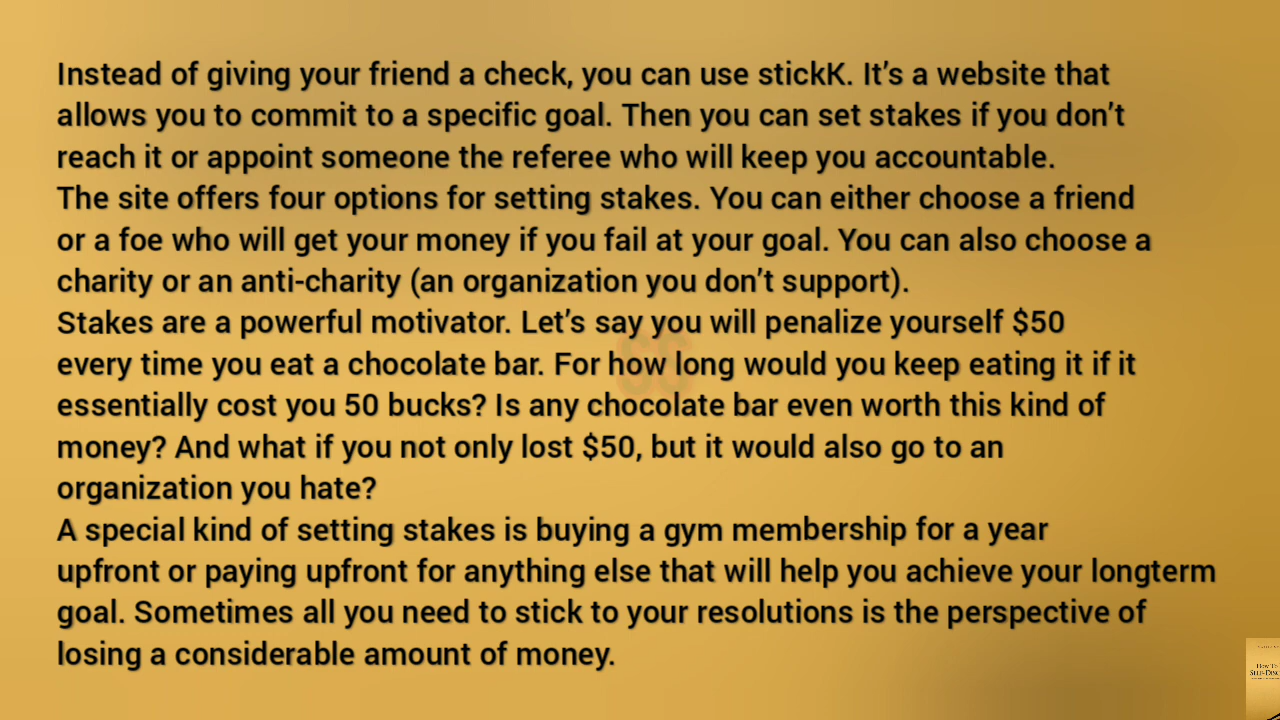 Instead of giving your friend a check, you can use stickK. It’s a website that
allows you to commit to a specific goal. Then you can set stakes if you don’t
reach it or appoint someone the referee who will keep you accountable.
The site offers four options for setting stakes. You can either choose a friend
or a foe who will get your money if you fail at your goal. You can also choose a
charity or an anti-charity (an organization you don’t support).
Stakes are a powerful motivator. Let’s say you will penalize yourself $50
every time you eat a chocolate bar. For how long would you keep eating it if it
essentially cost you 50 bucks? Is any chocolate bar even worth this kind of
money? And what if you not only lost $50, but it would also go to an
organization you hate?
A special kind of setting stakes is buying a gym membership for a year
upfront or paying upfront for anything else that will help you achieve your longterm
goal. Sometimes all you need to stick to your resolutions is the perspective of
losing a considerable amount of money.
How To